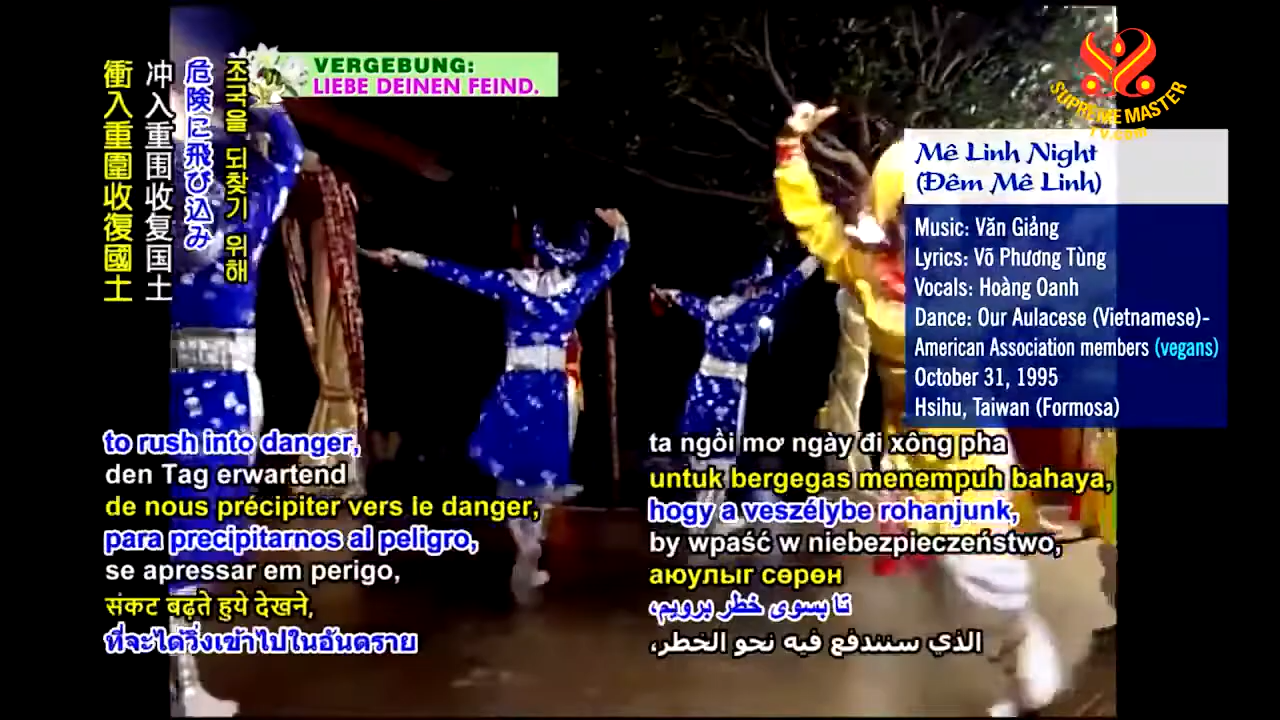 衝入重圍收復國土
冲入重围收复国土
危険に飛び込み
조국을 되찾기 위해
VERGEBUNG:
LIEBE DEINEN FEIND.
SUPREME MASTER
TV.com
Mê Linh Night
(Đêm Mê Linh)
Music: Văn Giảng
Lyrics: Võ Phương Tùng
Vocals: Hoàng Oanh
Dance: Our Aulacese (Vietnamese)-
American Association members (vegans)
October 31, 1995
Hsihu, Taiwan (Formosa)
to rush into danger,
den Tag erwartend
de nous précipiter vers le danger,
para precipitarnos al peligro,
se apressar em perigo,
संकट बढ़ते हुये देखने,
ที่จะได้วิ่งเข้าไปในอันตราย
ta ngồi mơ ngày đi xông pha
untuk bergegas menempuh bahaya,
hogy a veszélybe rohanjunk,
by wpaść w niebezpieczeństwo,
аюулыг сөрөн
تا بسوی خطر برویم،
الذي سنندفع فيه نحو الخطر،